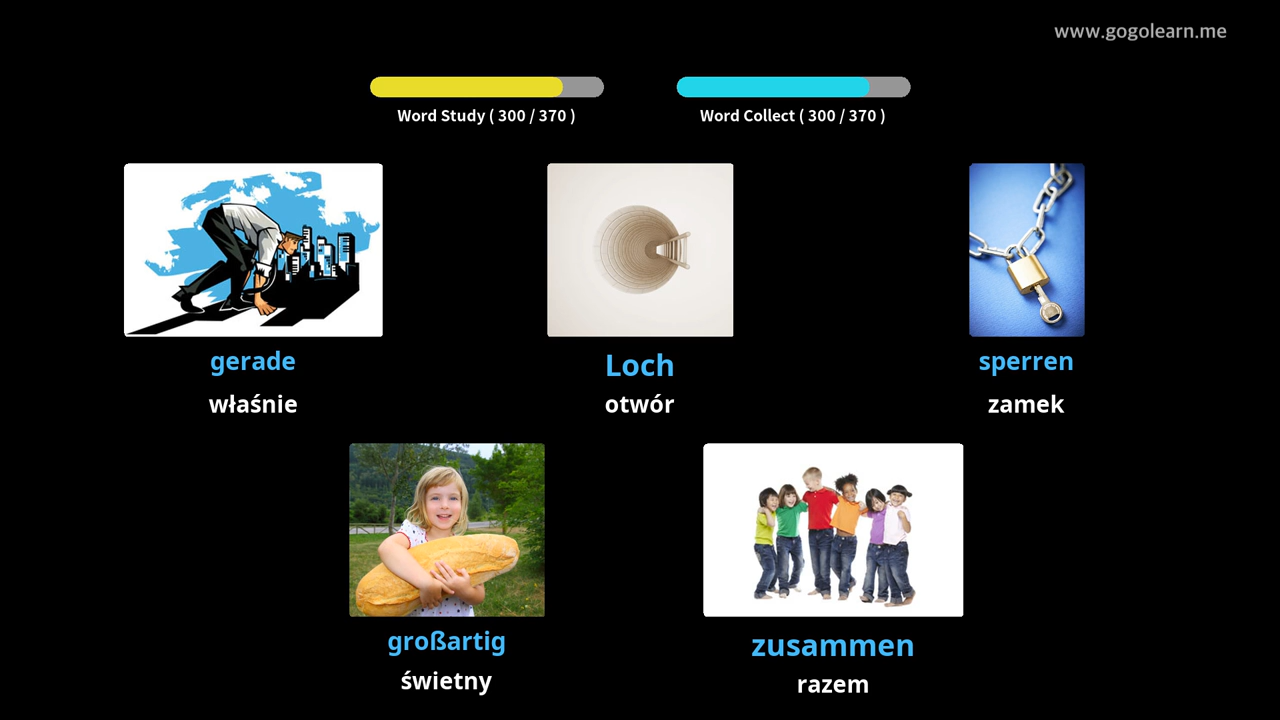 www.gogolearn.me
Word Study ( 300 / 370 )
Word Collect ( 300 / 370 )
gerade
właśnie
Loch
otwór
sperren
zamek
großartig
świetny
zusammen
razem